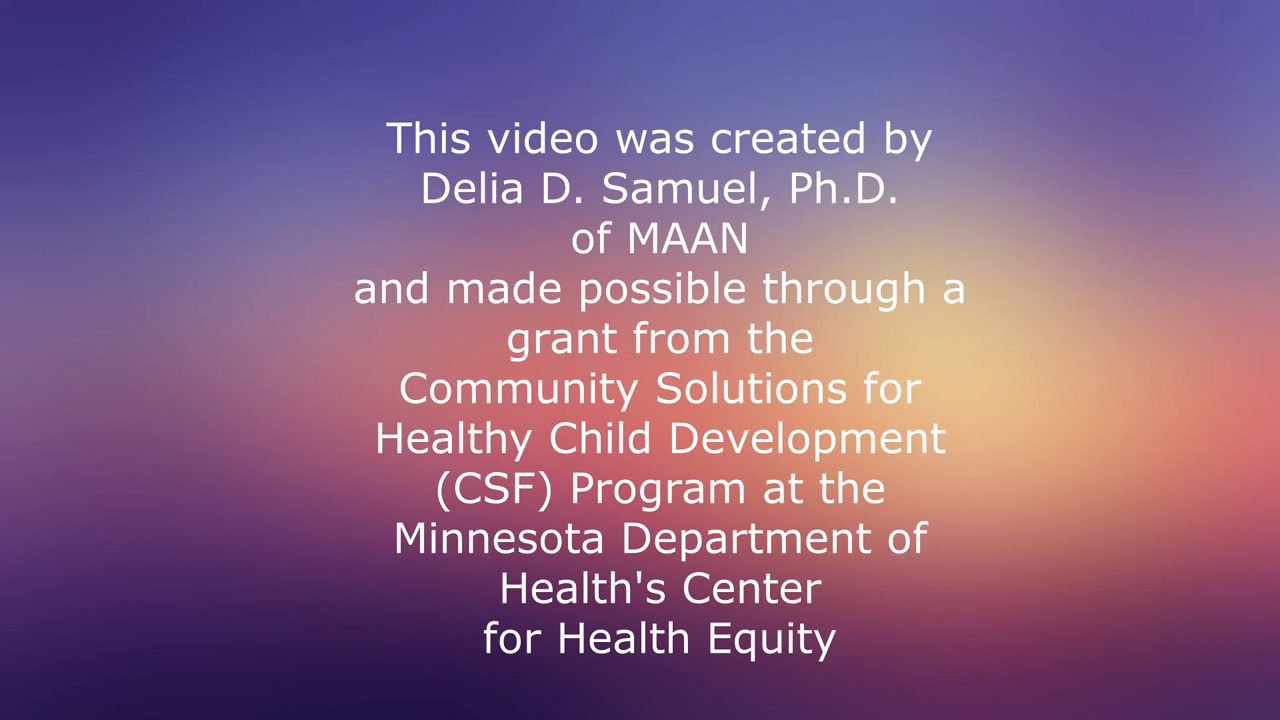 This video was created by
Delia D. Samuel, Ph.D.
of MAAN
and made possible through a
grant from the
Community Solutions for
Healthy Child Development
(CSF) Program at the
Minnesota Department of
Health's Center
for Health Equity